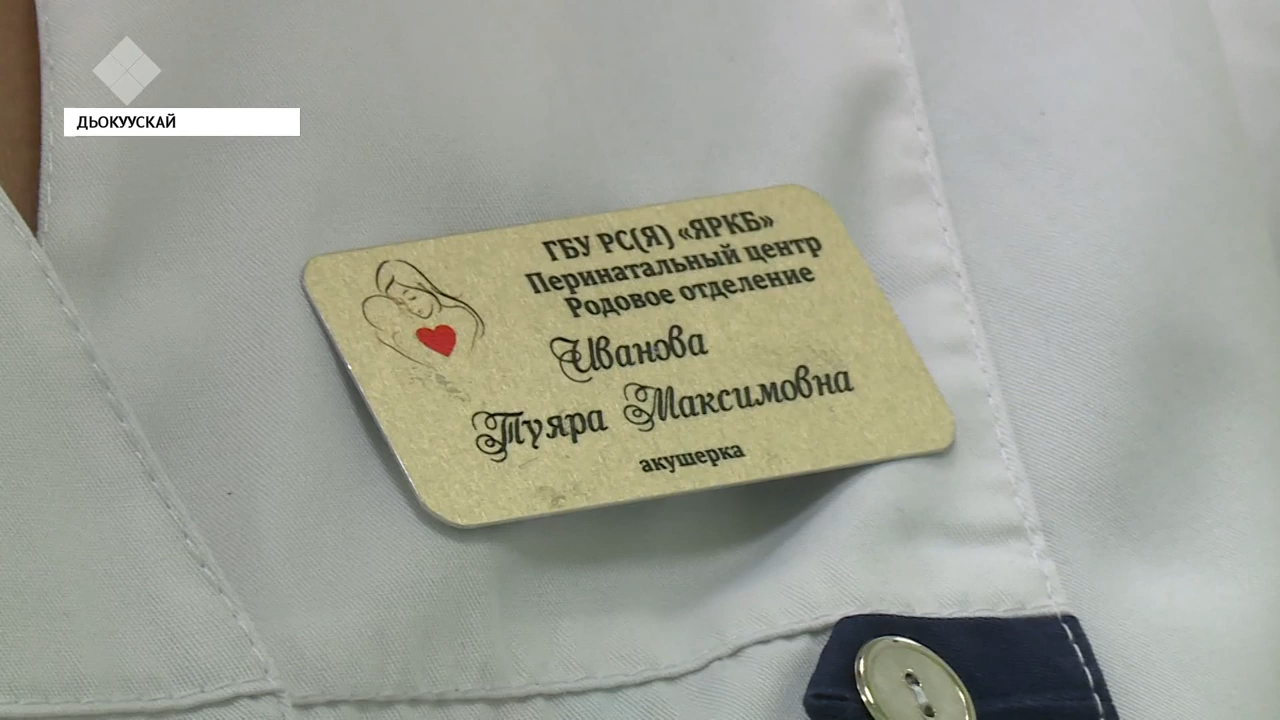 ДЬОКУУСКАЙ
ГБУ РС(Я) «ЯРКБ»
Перинатальный центр
Родовое отделение
Иванова
Туяра Максимовна
акушерка